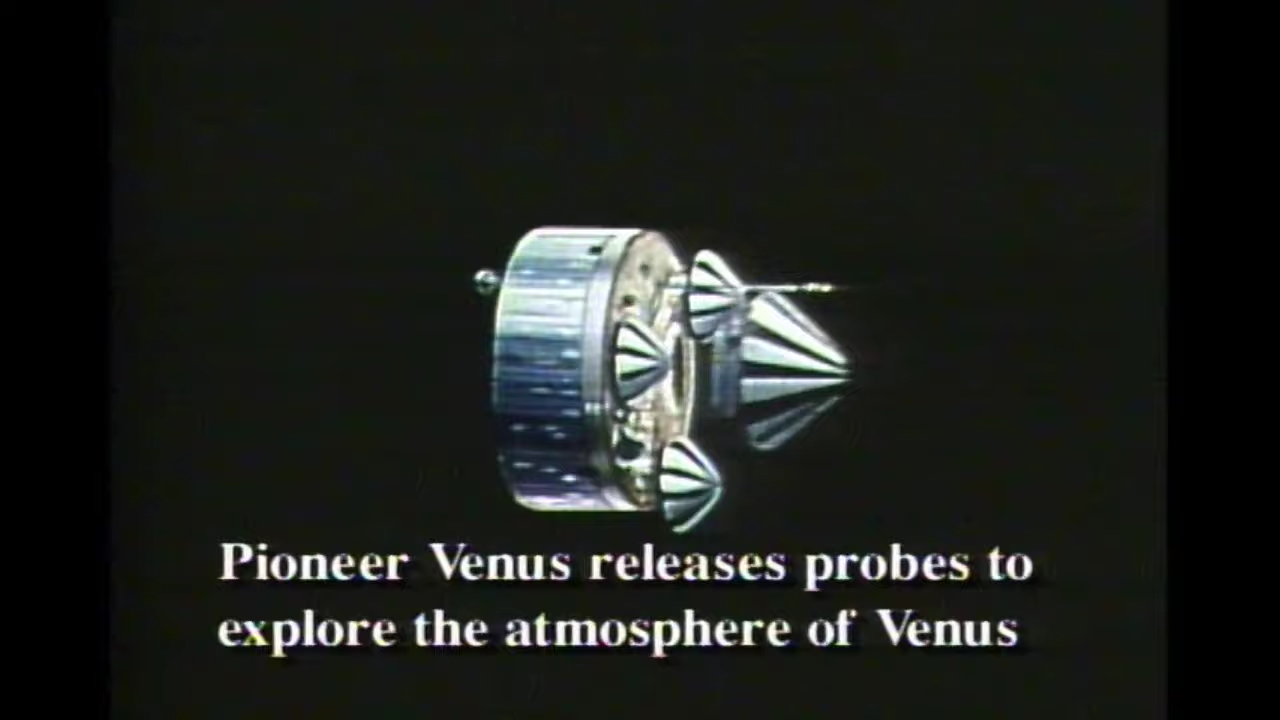 Pioneer Venus releases probes to
explore the atmosphere of Venus